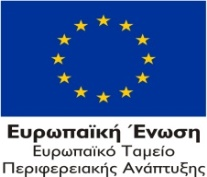 Ευρωπαϊκή Ένωση
Ευρωπαϊκό Ταμείο
Περιφερειακής Ανάπτυξης